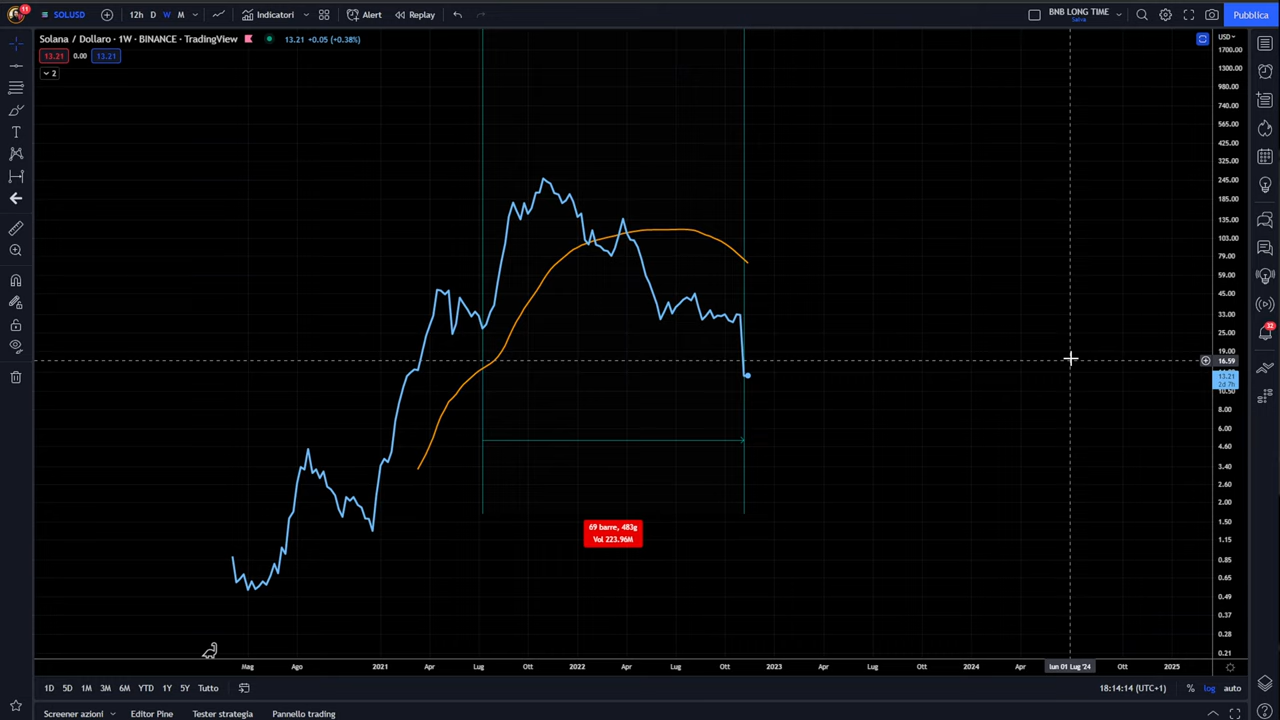 11
SOLUSD
12h D W M
Indicatori
Alert
Replay
BNB LONG TIME
Salva
Pubblica
Solana / Dollaro · 1W · BINANCE · TradingView
13.21 +0.05 (+0.38%)
13.21 0.00 13.21
2
USD
1700.00
1300.00
980.00
740.00
565.00
425.00
325.00
245.00
185.00
135.00
103.00
79.00
59.00
45.00
33.00
25.00
19.00
16.59
13.21
2d 7h
8.00
6.00
4.60
3.40
2.60
2.00
1.50
1.15
0.85
0.65
0.49
0.37
0.28
0.21
32
69 barre, 483g
Vol 223.96M
Mag Ago 2021 Apr Lug Ott 2022 Apr Lug Ott 2023 Apr Lug Ott 2024 Apr lun 01 Lug '24 Ott 2025
1D 5D 1M 3M 6M YTD 1Y 5Y Tutto
18:14:14 (UTC+1) % log auto
Screener azioni Editor Pine Tester strategia Pannello trading